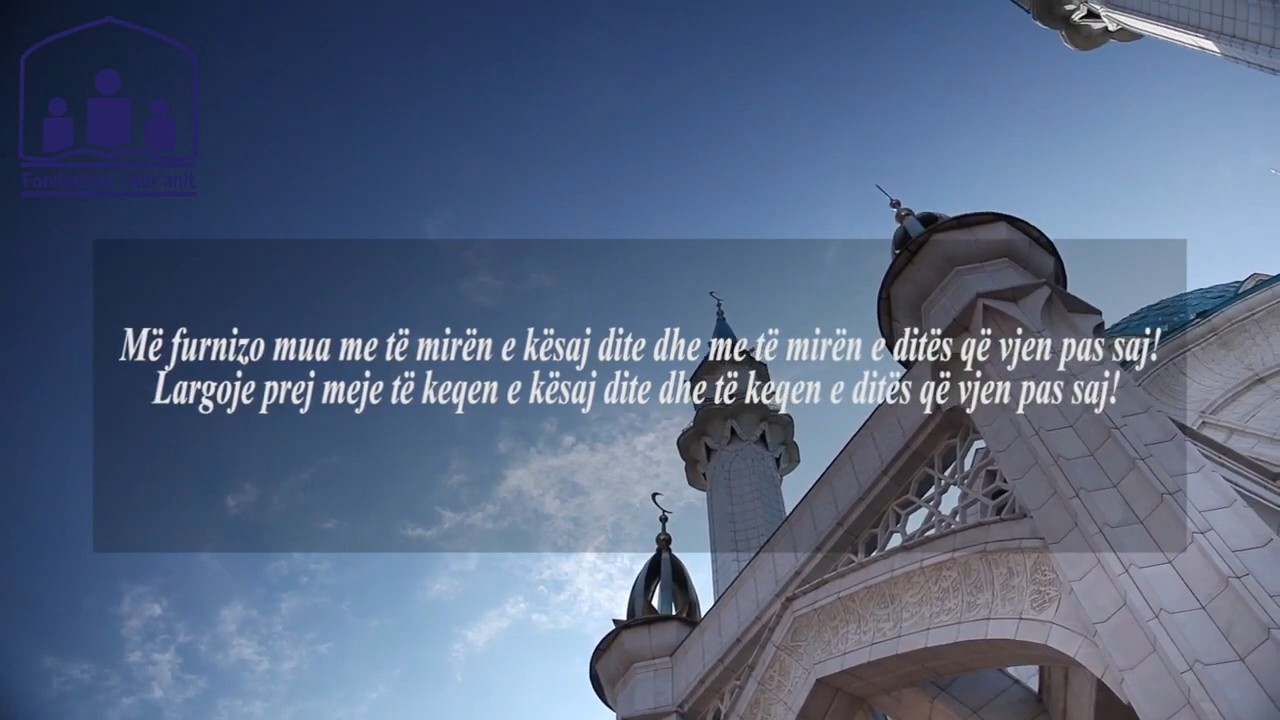 Më furnizo mua me të mirën e kësaj dite dhe me të mirën e ditës që vjen pas saj!
Largoje prej meje të keqen e kësaj dite dhe të keqen e ditës që vjen pas saj!